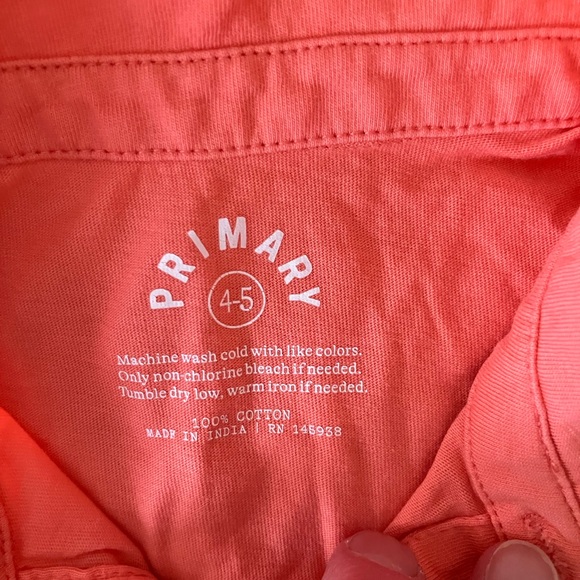 PRIMARY
4-5
Machine wash cold with like colors.
Only non-chlorine bleach if needed.
Tumble dry low, warm iron if needed.
100% COTTON
MADE IN INDIA | RN 145938